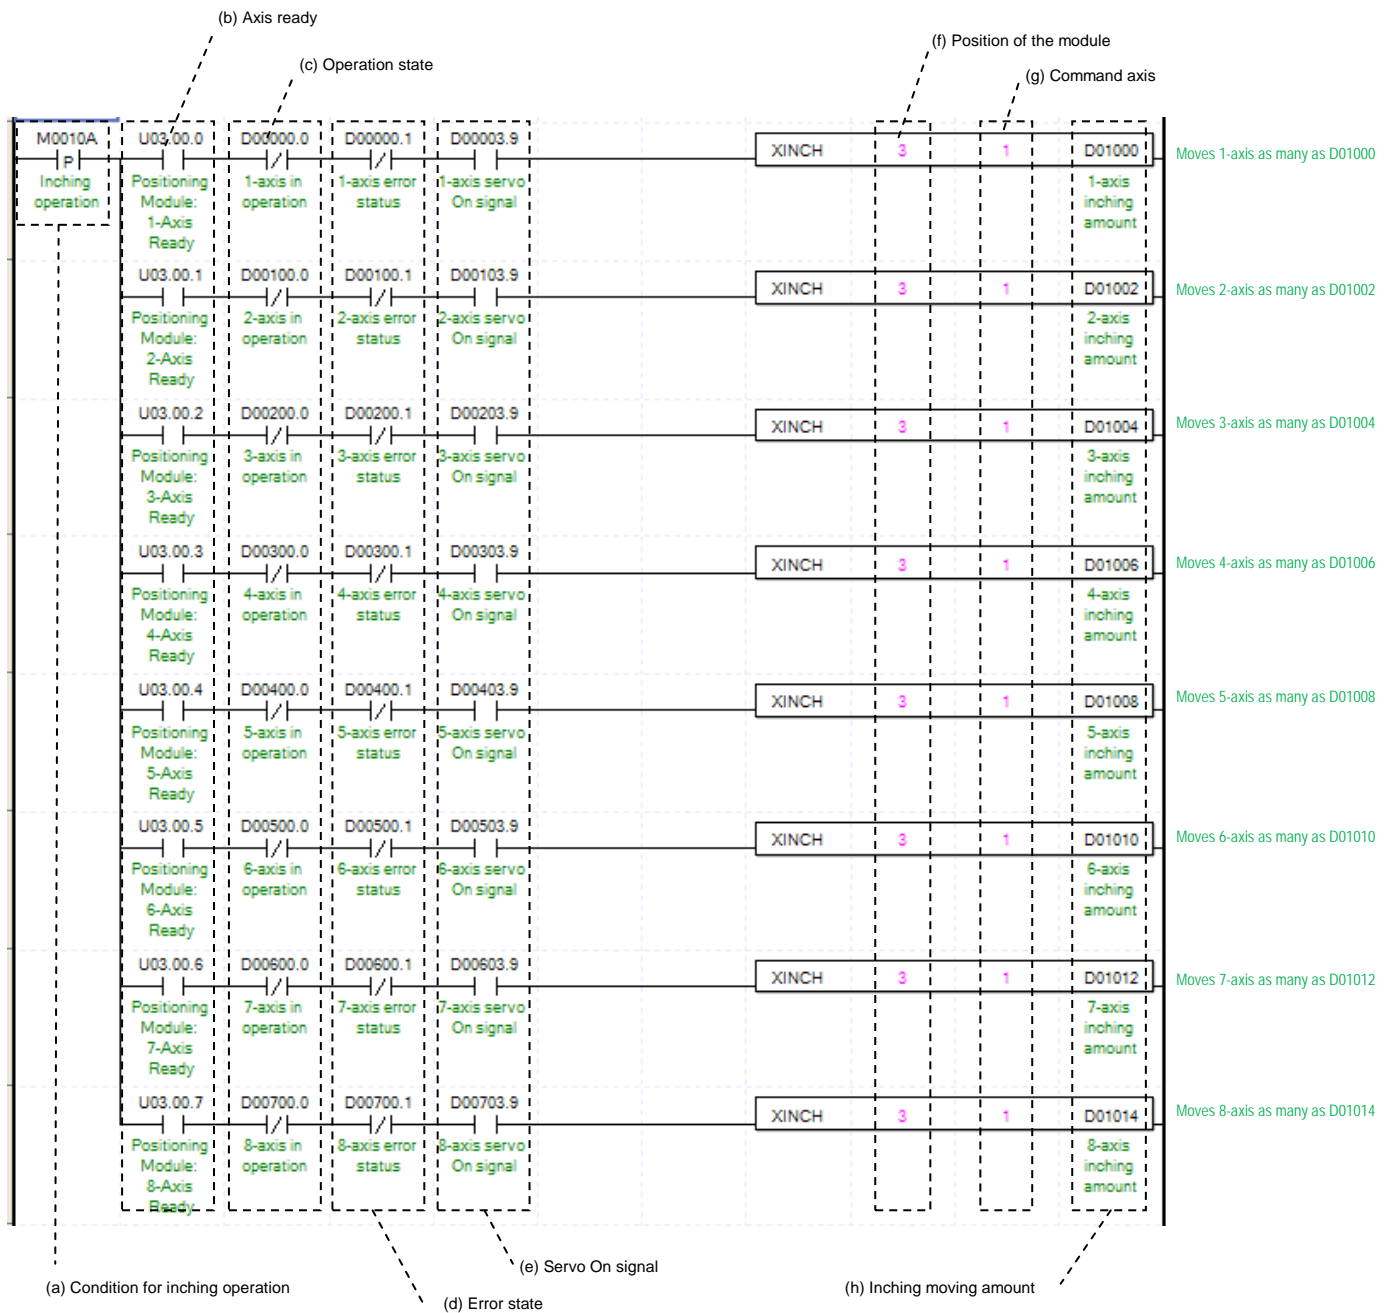 (b) Axis ready
(c) Operation state
(f) Position of the module
(g) Command axis
M0010A U03.00.0 D00000.0 D00000.1 D00003.9
P
XINCH 3 1 D01000
Moves 1-axis as many as D01000
Inching Positioning 1-axis in 1-axis error 1-axis servo 1-axis
operation Module: operation status On signal inching
1-Axis amount
Ready
U03.00.1 D00100.0 D00100.1 D00103.9
XINCH 3 1 D01002
Moves 2-axis as many as D01002
Positioning 2-axis in 2-axis error 2-axis servo 2-axis
Module: operation status On signal inching
2-Axis amount
Ready
U03.00.2 D00200.0 D00200.1 D00203.9
XINCH 3 1 D01004
Moves 3-axis as many as D01004
Positioning 3-axis in 3-axis error 3-axis servo 3-axis
Module: operation status On signal inching
3-Axis amount
Ready
U03.00.3 D00300.0 D00300.1 D00303.9
XINCH 3 1 D01006
Moves 4-axis as many as D01006
Positioning 4-axis in 4-axis error 4-axis servo 4-axis
Module: operation status On signal inching
4-Axis amount
Ready
U03.00.4 D00400.0 D00400.1 D00403.9
XINCH 3 1 D01008
Moves 5-axis as many as D01008
Positioning 5-axis in 5-axis error 5-axis servo 5-axis
Module: operation status On signal inching
5-Axis amount
Ready
U03.00.5 D00500.0 D00500.1 D00503.9
XINCH 3 1 D01010
Moves 6-axis as many as D01010
Positioning 6-axis in 6-axis error 6-axis servo 6-axis
Module: operation status On signal inching
6-Axis amount
Ready
U03.00.6 D00600.0 D00600.1 D00603.9
XINCH 3 1 D01012
Moves 7-axis as many as D01012
Positioning 7-axis in 7-axis error 7-axis servo 7-axis
Module: operation status On signal inching
7-Axis amount
Ready
U03.00.7 D00700.0 D00700.1 D00703.9
XINCH 3 1 D01014
Moves 8-axis as many as D01014
Positioning 8-axis in 8-axis error 8-axis servo 8-axis
Module: operation status On signal inching
8-Axis amount
Ready
(e) Servo On signal
(a) Condition for inching operation
(h) Inching moving amount
(d) Error state